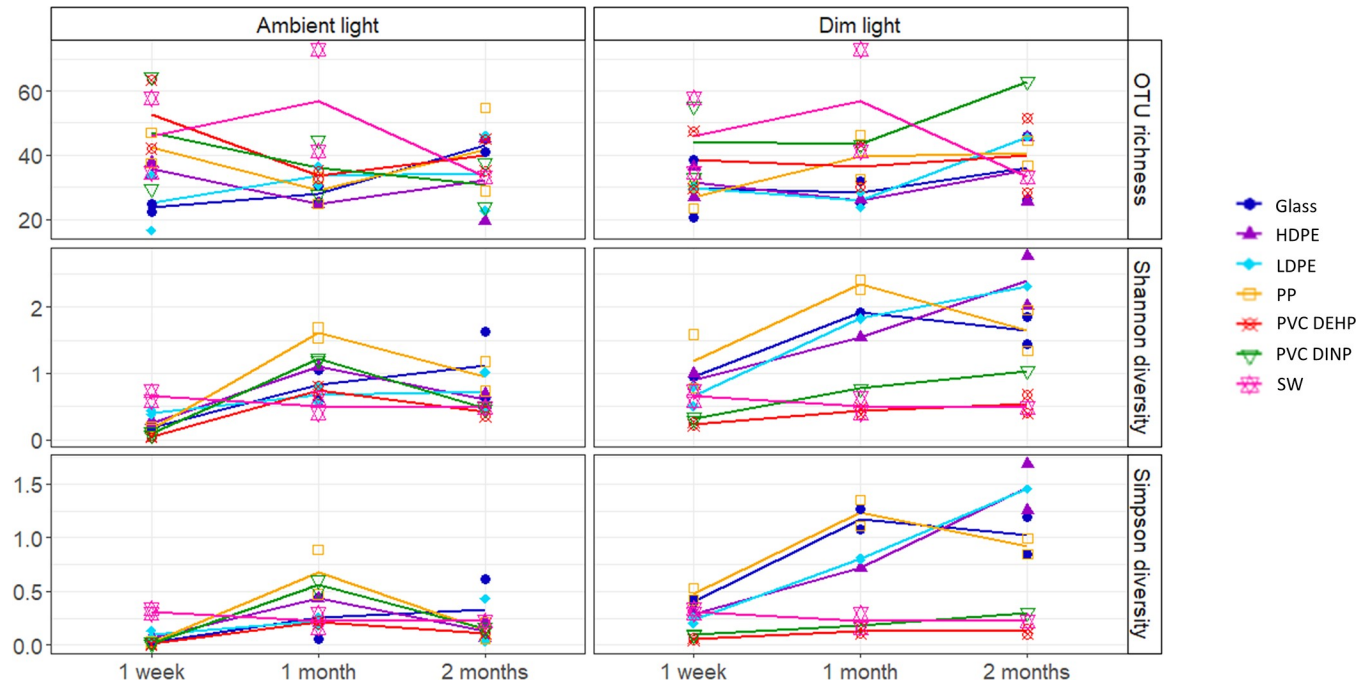 Ambient light
Dim light
60
40
20
OTU richness
2
1
0
Shannon diversity
1.5
1.0
0.5
0.0
Simpson diversity
1 week
1 month
2 months
1 week
1 month
2 months
Glass
HDPE
LDPE
PP
PVC DEHP
PVC DINP
SW